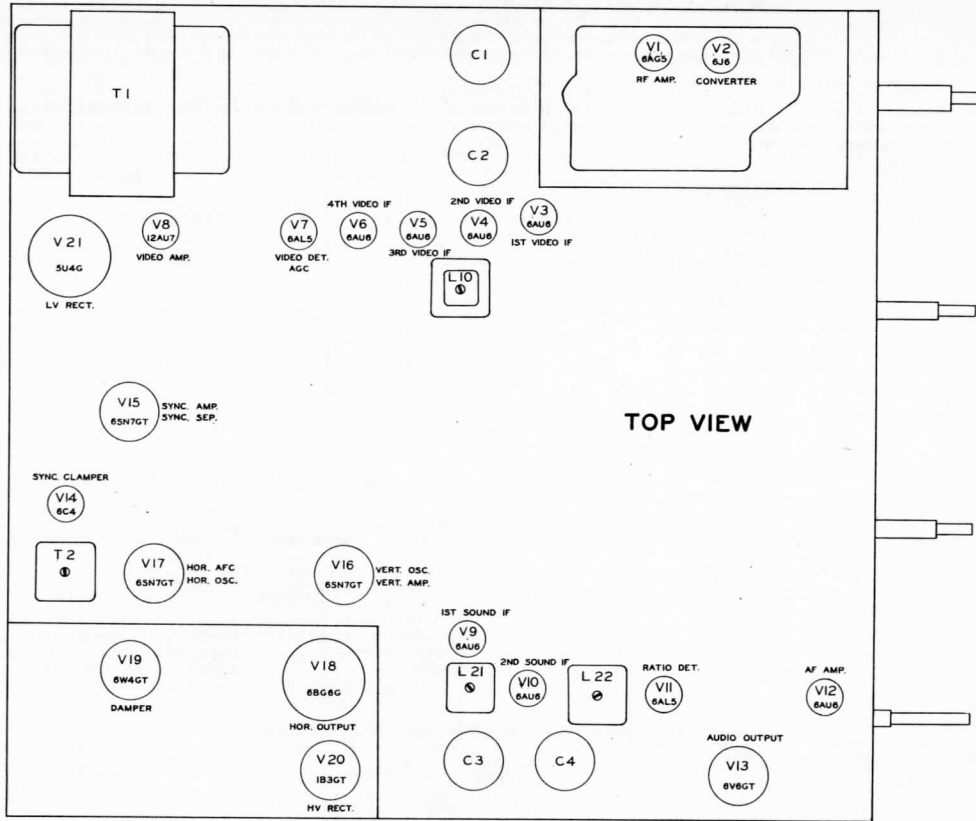 T1
C1
V1
6AG5
RF AMP.
V2
6J6
CONVERTER
C2
V21
5U4G
LV RECT.
V8
12AU7
VIDEO AMP.
V7
6AL5
VIDEO DET.
AGC
4TH VIDEO IF
V6
6AU6
V5
6AU6
3RD VIDEO IF
2ND VIDEO IF
V4
6AU6
V3
6AU6
1ST VIDEO IF
L10
V15
6SN7GT
SYNC. AMP.
SYNC. SEP.
TOP VIEW
SYNC. CLAMPER
V14
6C4
T2
V17
6SN7GT
HOR. AFC
HOR. OSC.
V16
6SN7GT
VERT. OSC.
VERT. AMP.
1ST SOUND IF
V9
6AU6
V19
6W4GT
DAMPER
V18
6BG6G
HOR. OUTPUT
L21
2ND SOUND IF
V10
6AU6
L22
RATIO DET.
V11
6AL5
AF AMP.
V12
6AU6
V20
1B3GT
HV RECT.
C3
C4
AUDIO OUTPUT
V13
6V6GT